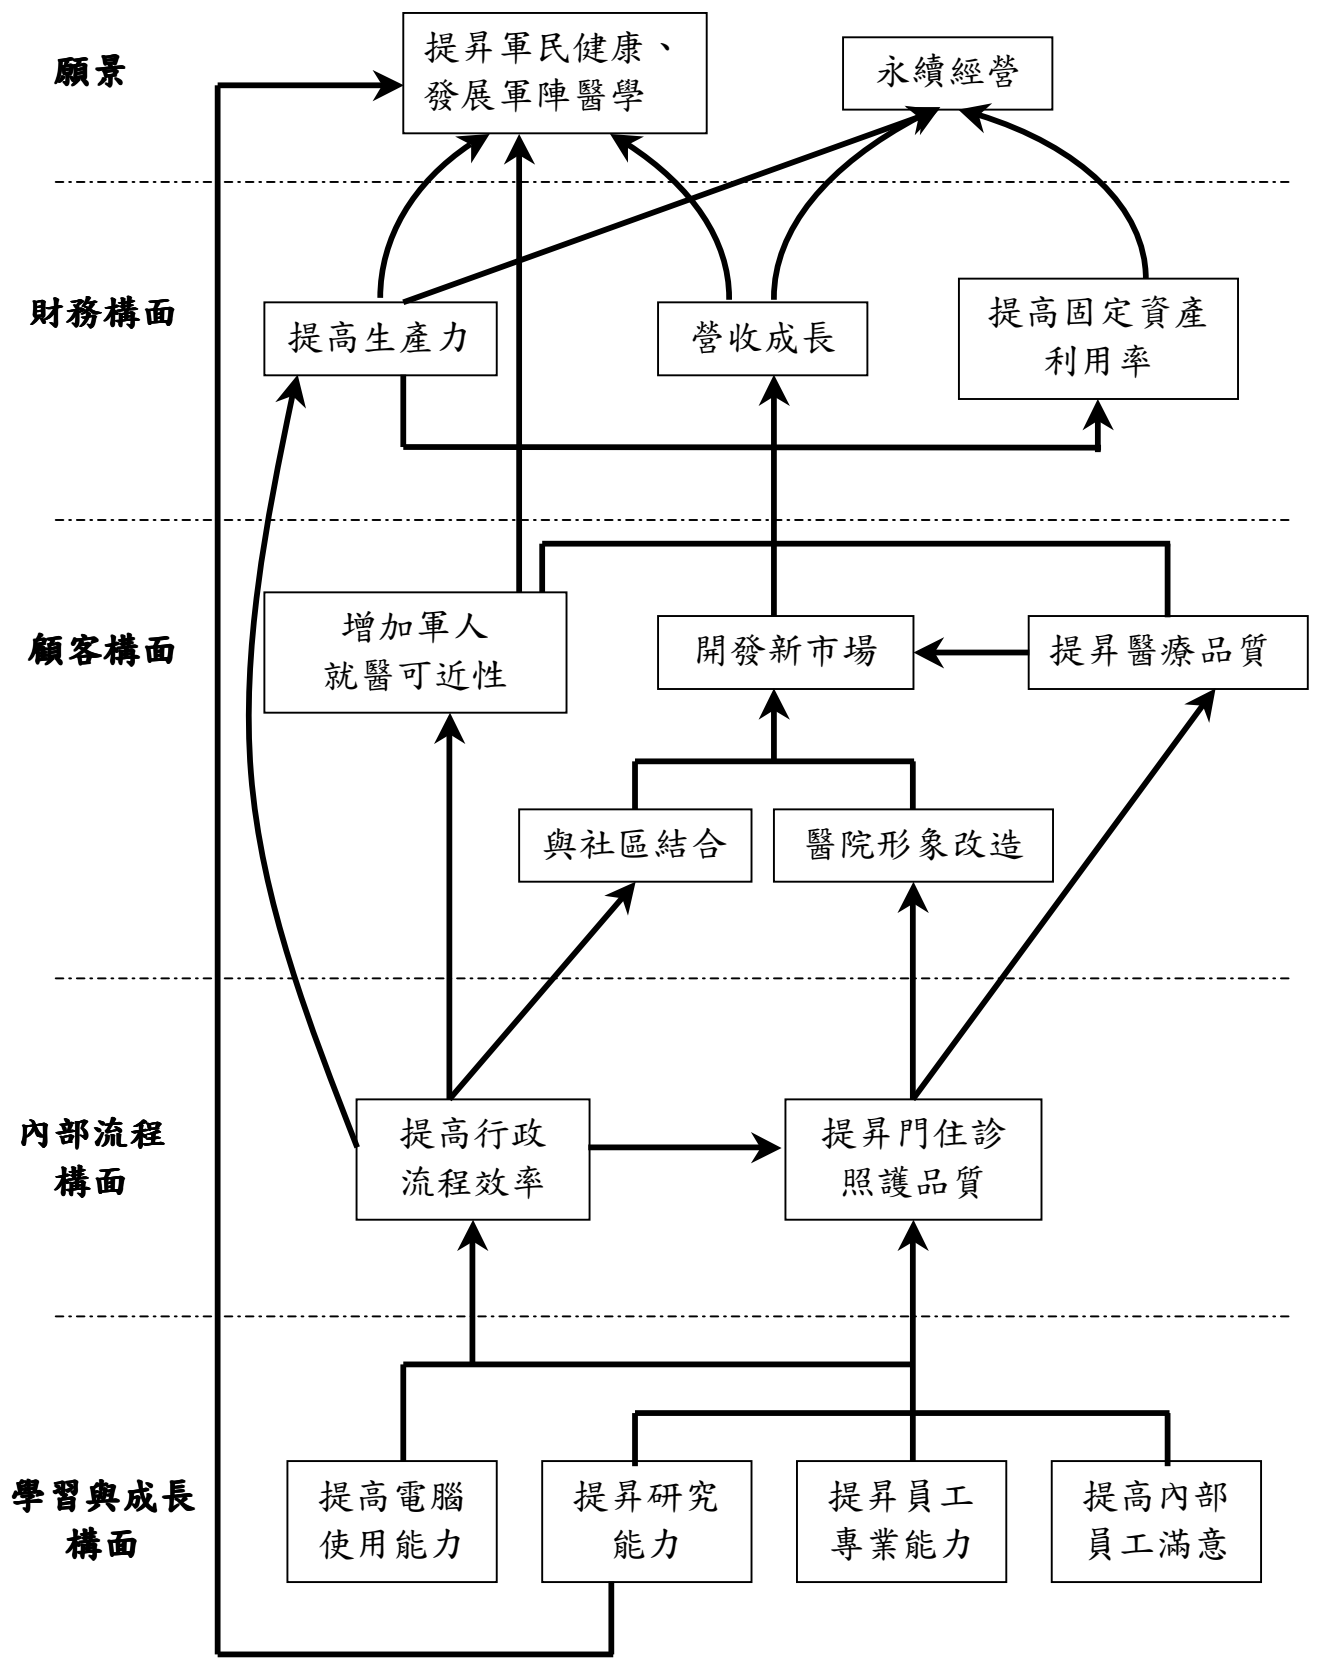 願景
提昇軍民健康、
發展軍陣醫學
永續經營
財務構面
提高生產力
營收成長
提高固定資產
利用率
顧客構面
增加軍人
就醫可近性
開發新市場
提昇醫療品質
與社區結合
醫院形象改造
內部流程
構面
提高行政
流程效率
提昇門住診
照護品質
學習與成長
構面
提高電腦
使用能力
提昇研究
能力
提昇員工
專業能力
提高內部
員工滿意